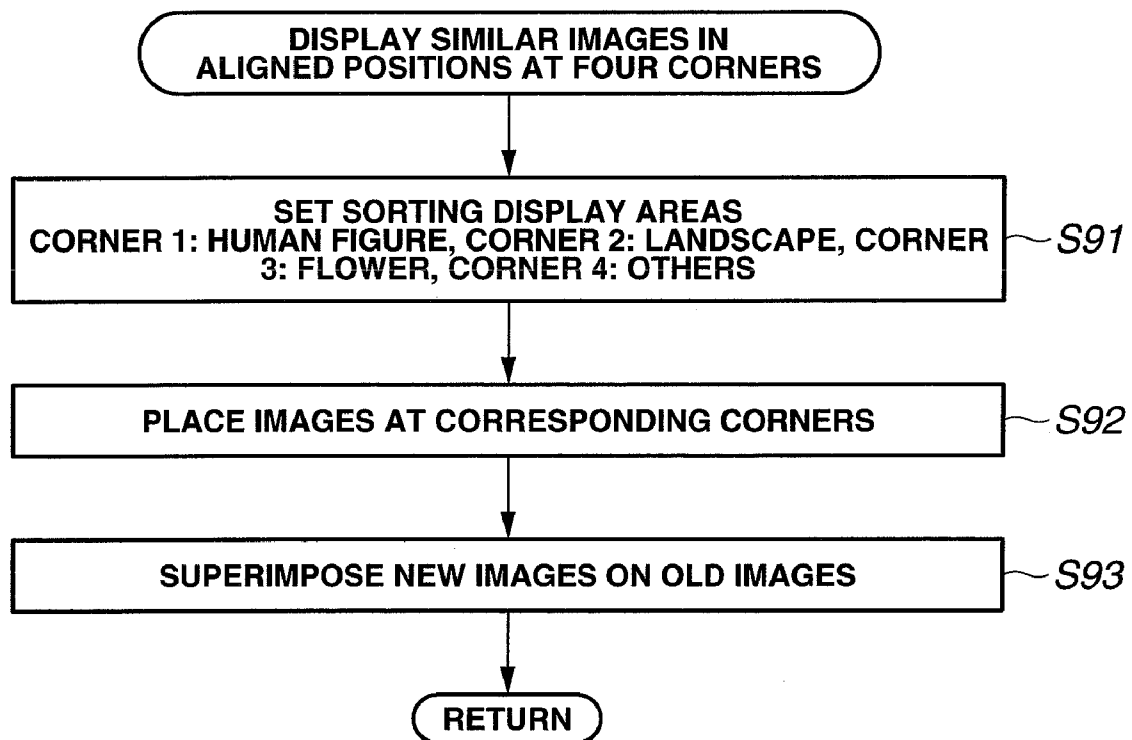 DISPLAY SIMILAR IMAGES IN
ALIGNED POSITIONS AT FOUR CORNERS
SET SORTING DISPLAY AREAS
CORNER 1: HUMAN FIGURE, CORNER 2: LANDSCAPE, CORNER
3: FLOWER, CORNER 4: OTHERS
S91
PLACE IMAGES AT CORRESPONDING CORNERS
S92
SUPERIMPOSE NEW IMAGES ON OLD IMAGES
S93
RETURN